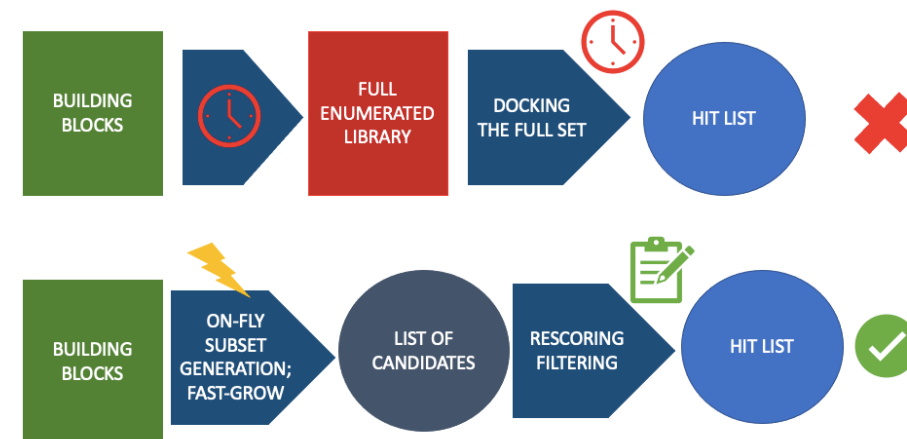 BUILDING
BLOCKS
FULL
ENUMERATED
LIBRARY
DOCKING
THE FULL SET
HIT LIST
BUILDING
BLOCKS
ON-FLY
SUBSET
GENERATION;
FAST-GROW
LIST OF
CANDIDATES
RESCORING
FILTERING
HIT LIST